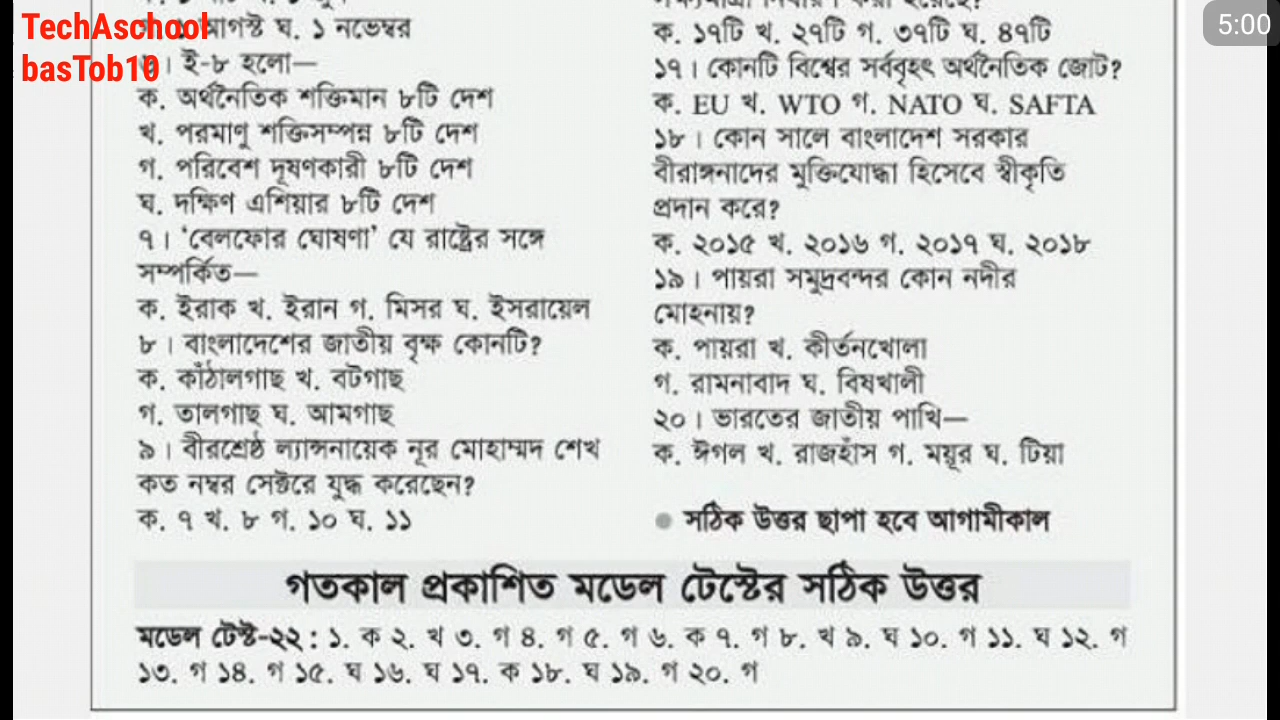 TechAschool
basTob10
5:00
আগস্ট ঘ. ১ নভেম্বর
। ই-৮ হলো—
ক. অর্থনৈতিক শক্তিমান ৮টি দেশ
খ. পরমাণু শক্তিসম্পন্ন ৮টি দেশ
গ. পরিবেশ দূষণকারী ৮টি দেশ
ঘ. দক্ষিণ এশিয়ার ৮টি দেশ
৭। ‘বেলফোর ঘোষণা’ যে রাষ্ট্রের সঙ্গে
সম্পর্কিত—
ক. ইরাক খ. ইরান গ. মিসর ঘ. ইসরায়েল
৮। বাংলাদেশের জাতীয় বৃক্ষ কোনটি?
ক. কাঁঠালগাছ খ. বটগাছ
গ. তালগাছ ঘ. আমগাছ
৯। বীরশ্রেষ্ঠ ল্যান্সনায়েক নূর মোহাম্মদ শেখ
কত নম্বর সেক্টরে যুদ্ধ করেছেন?
ক. ৭ খ. ৮ গ. ১০ ঘ. ১১
ক. ১৭টি খ. ২৭টি গ. ৩৭টি ঘ. ৪৭টি
১৭। কোনটি বিশ্বের সর্ববৃহৎ অর্থনৈতিক জোট?
ক. EU খ. WTO গ. NATO ঘ. SAFTA
১৮। কোন সালে বাংলাদেশ সরকার
বীরাঙ্গনাদের মুক্তিযোদ্ধা হিসেবে স্বীকৃতি
প্রদান করে?
ক. ২০১৫ খ. ২০১৬ গ. ২০১৭ ঘ. ২০১৮
১৯। পায়রা সমুদ্রবন্দর কোন নদীর
মোহনায়?
ক. পায়রা খ. কীর্তনখোলা
গ. রামনাবাদ ঘ. বিষখালী
২০। ভারতের জাতীয় পাখি—
ক. ঈগল খ. রাজহাঁস গ. ময়ূর ঘ. টিয়া
● সঠিক উত্তর ছাপা হবে আগামীকাল
গতকাল প্রকাশিত মডেল টেস্টের সঠিক উত্তর
মডেল টেস্ট-২২ : ১. ক ২. খ ৩. গ ৪. গ ৫. গ ৬. ক ৭. গ ৮. খ ৯. ঘ ১০. গ ১১. ঘ ১২. গ
১৩. গ ১৪. গ ১৫. ঘ ১৬. ঘ ১৭. ক ১৮. ঘ ১৯. গ ২০. গ